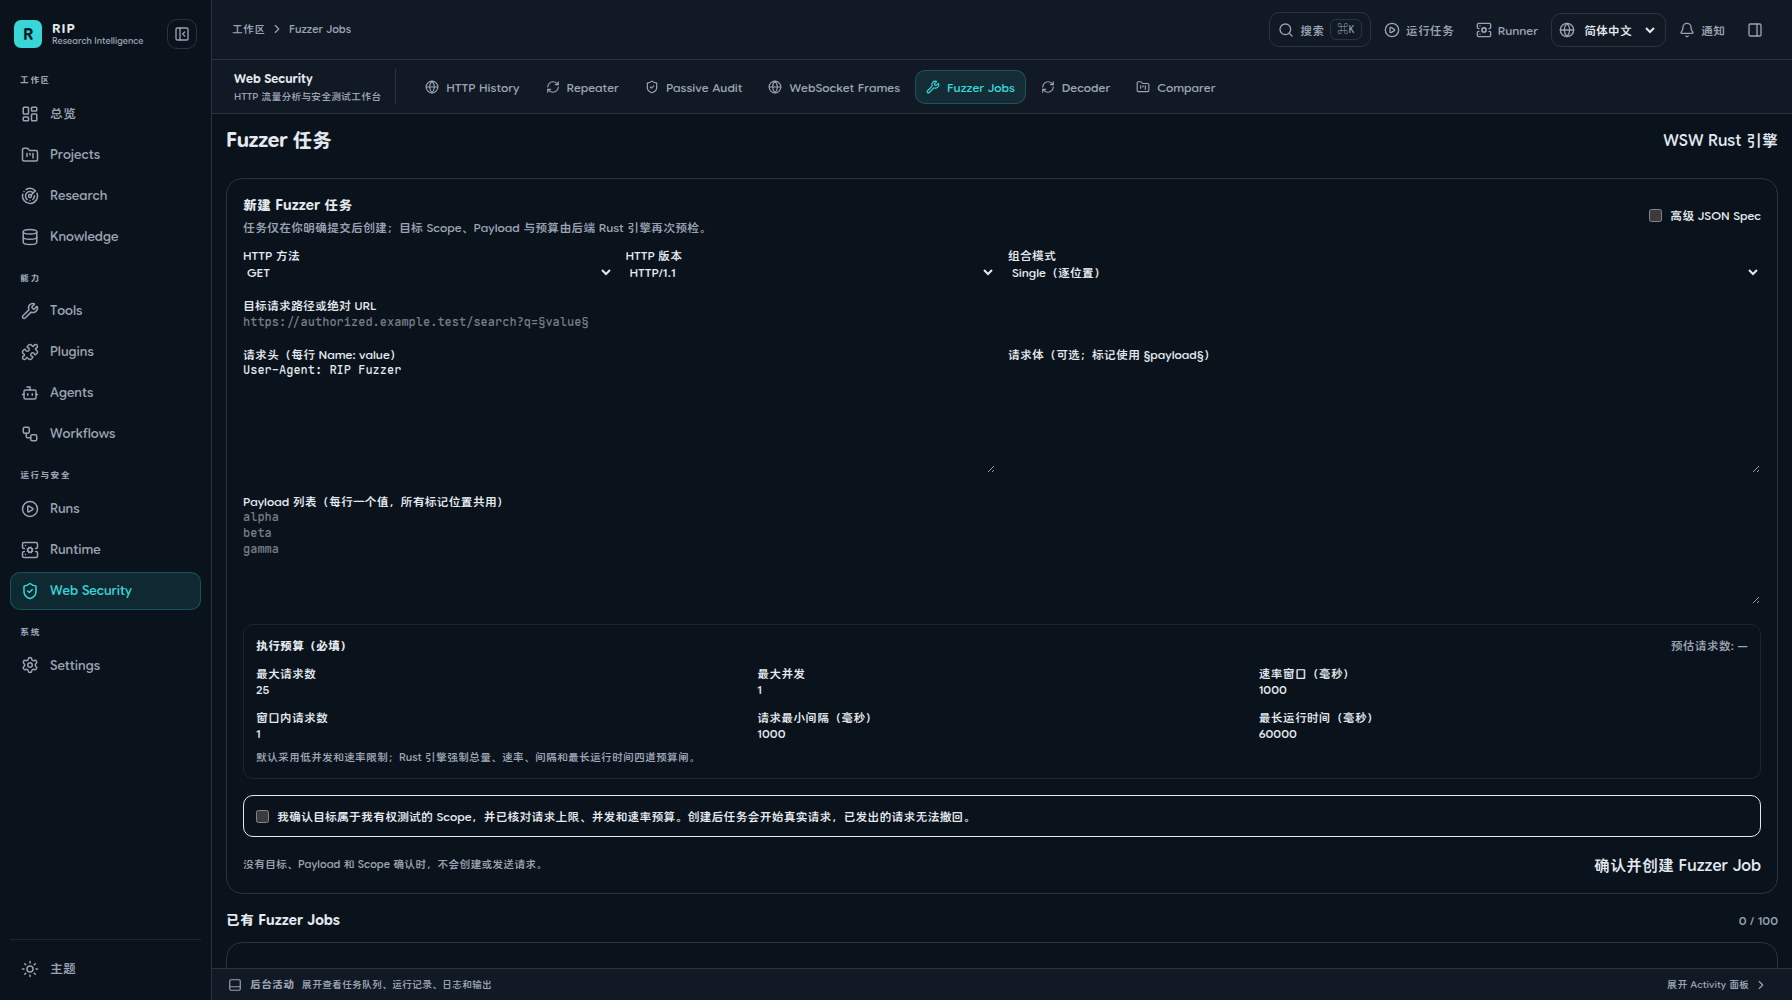 R
RIP
Research Intelligence
工作区
总览
Projects
Research
Knowledge
能力
Tools
Plugins
Agents
Workflows
运行与安全
Runs
Runtime
Web Security
系统
Settings
主题
工作区 > Fuzzer Jobs
搜索 ⌘K
运行任务
Runner
简体中文
通知
Web Security
HTTP 流量分析与安全测试工作台
HTTP History
Repeater
Passive Audit
WebSocket Frames
Fuzzer Jobs
Decoder
Comparer
Fuzzer 任务
WSW Rust 引擎
新建 Fuzzer 任务
任务仅在你明确提交后创建；目标 Scope、Payload 与预算由后端 Rust 引擎再次预检。
高级 JSON Spec
HTTP 方法
GET
HTTP 版本
HTTP/1.1
组合模式
Single（逐位置）
目标请求路径或绝对 URL
https://authorized.example.test/search?q=§value§
请求头（每行 Name: value）
User-Agent: RIP Fuzzer
请求体（可选；标记使用 §payload§）
Payload 列表（每行一个值，所有标记位置共用）
alpha
beta
gamma
执行预算（必填）
预估请求数: —
最大请求数
25
最大并发
1
速率窗口（毫秒）
1000
窗口内请求数
1
请求最小间隔（毫秒）
1000
最长运行时间（毫秒）
60000
默认采用低并发和速率限制；Rust 引擎强制总量、速率、间隔和最长运行时间四道预算闸。
我确认目标属于我有权测试的 Scope，并已核对请求上限、并发和速率预算。创建后任务会开始真实请求，已发出的请求无法撤回。
没有目标、Payload 和 Scope 确认时，不会创建或发送请求。
确认并创建 Fuzzer Job
已有 Fuzzer Jobs
0 / 100
后台活动 展开查看任务队列、运行记录、日志和输出
展开 Activity 面板 >